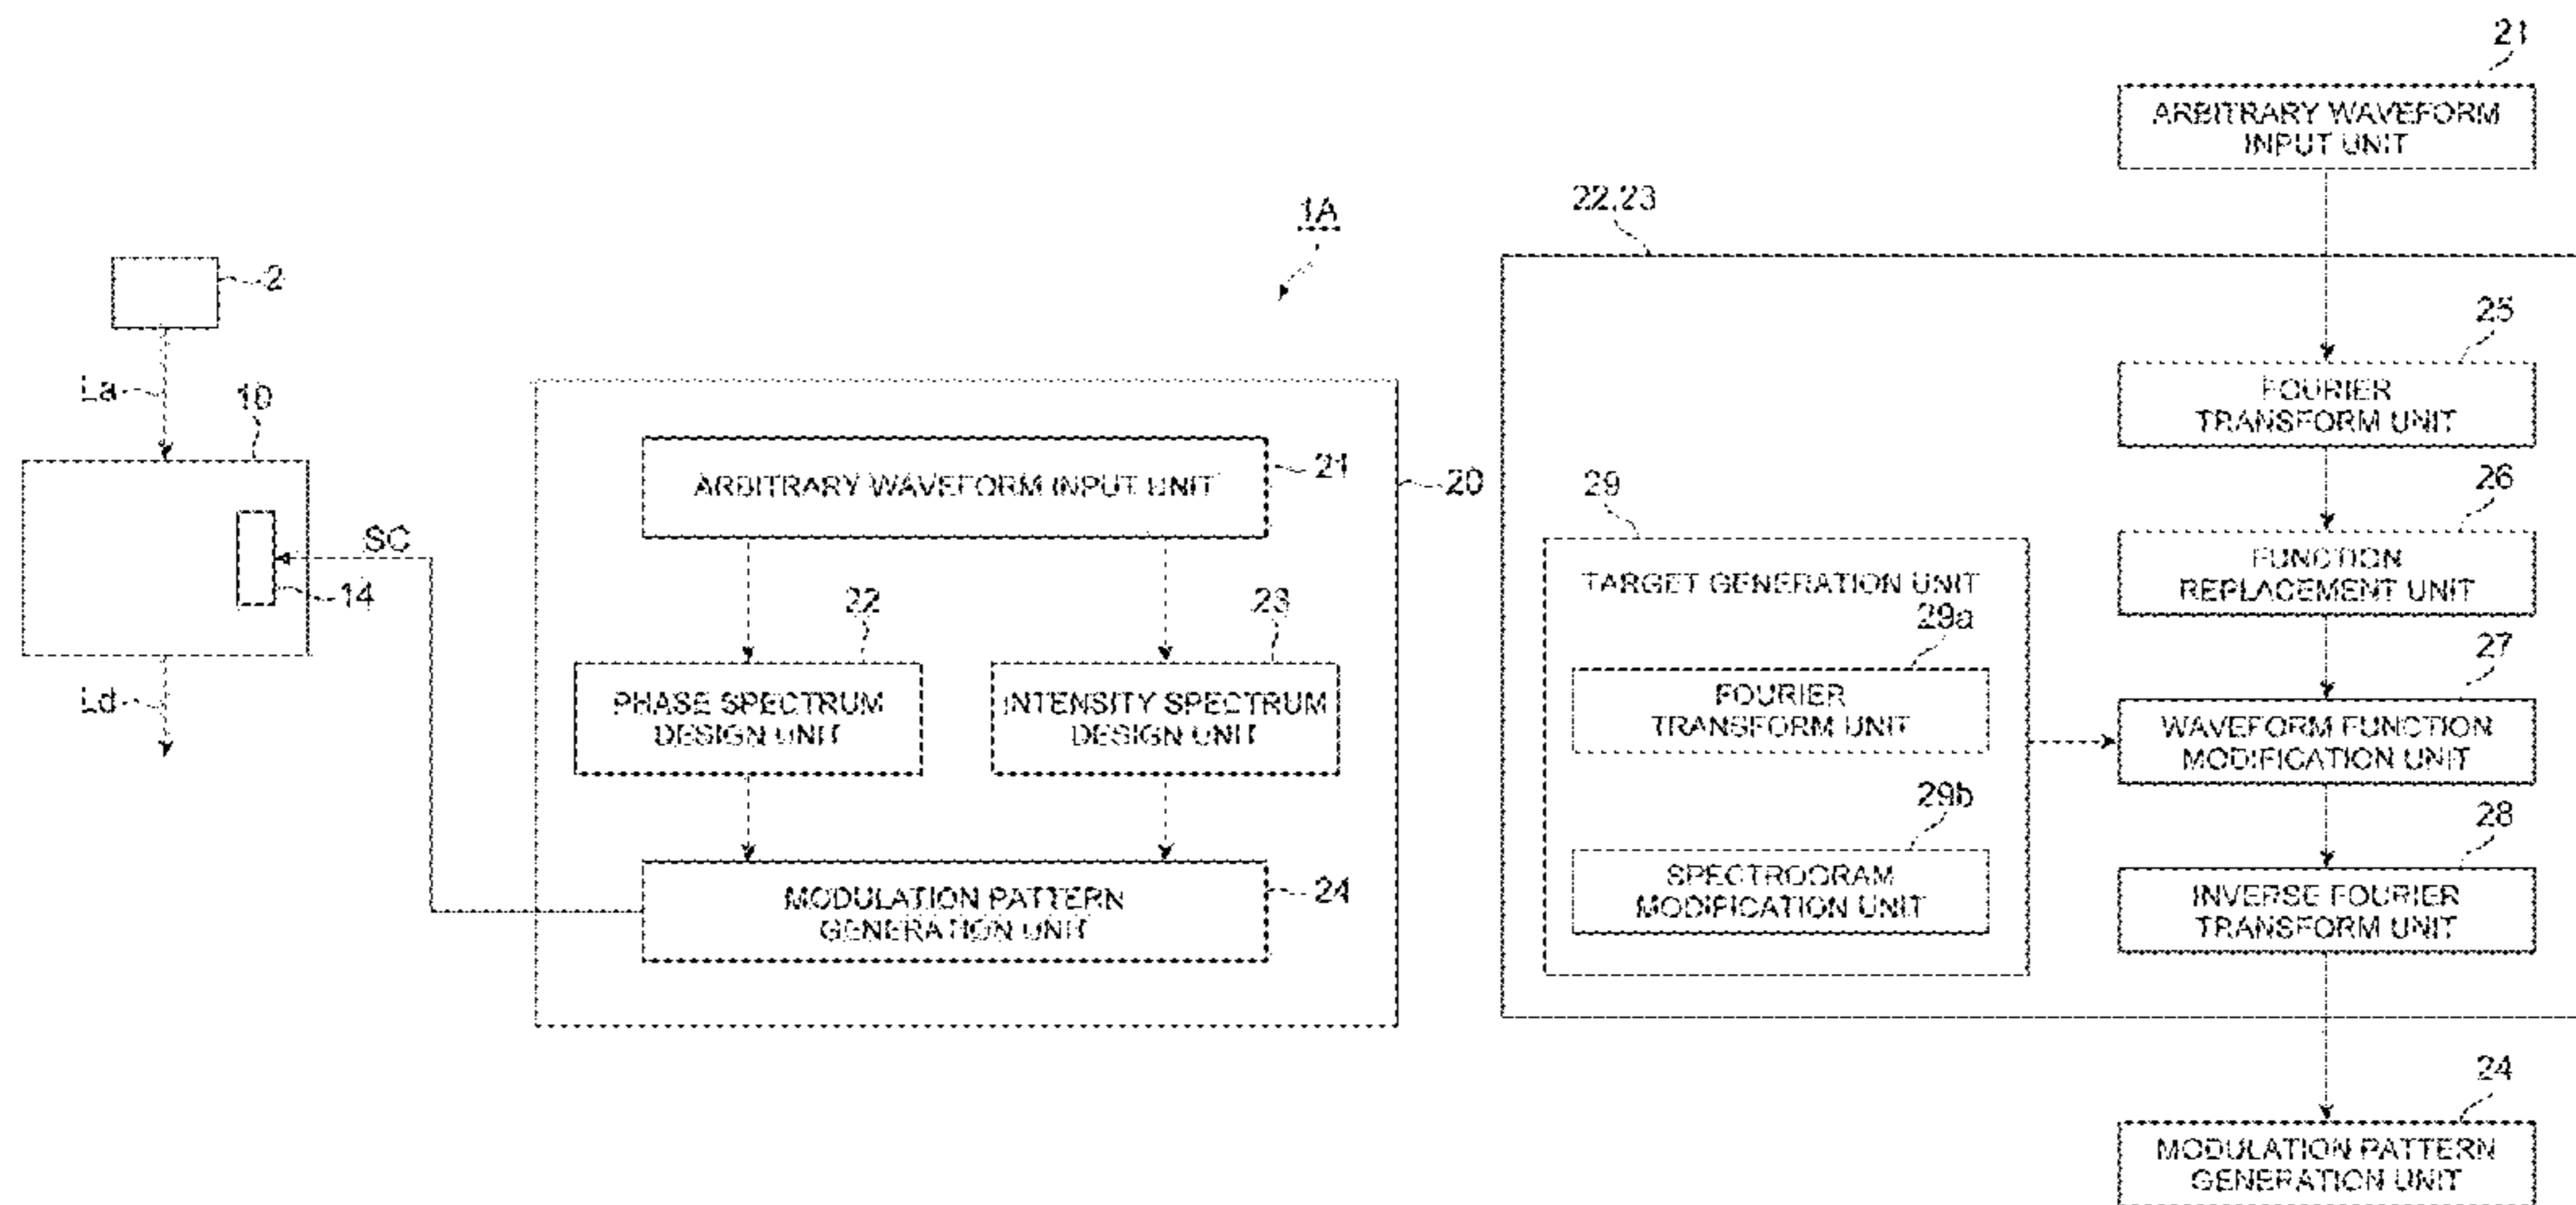 1A
2
La
10
SC
14
Ld
20
ARBITRARY WAVEFORM INPUT UNIT
21
22
23
PHASE SPECTRUM
DESIGN UNIT
INTENSITY SPECTRUM
DESIGN UNIT
MODULATION PATTERN
GENERATION UNIT
24
21
ARBITRARY WAVEFORM
INPUT UNIT
22,23
25
FOURIER
TRANSFORM UNIT
26
FUNCTION
REPLACEMENT UNIT
29
TARGET GENERATION UNIT
29a
FOURIER
TRANSFORM UNIT
29b
SPECTROGRAM
MODIFICATION UNIT
27
WAVEFORM FUNCTION
MODIFICATION UNIT
28
INVERSE FOURIER
TRANSFORM UNIT
24
MODULATION PATTERN
GENERATION UNIT